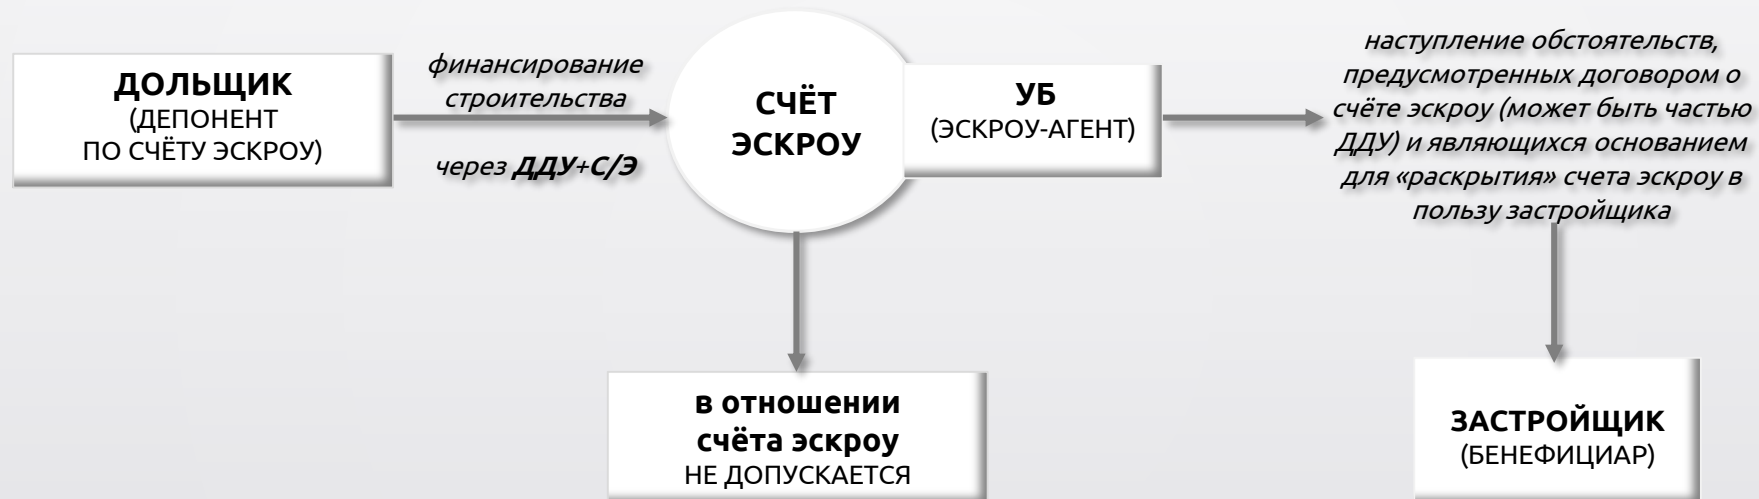 ДОЛЬЩИК
(ДЕПОНЕНТ
ПО СЧЁТУ ЭСКРОУ)
финансирование
строительства
через ДДУ+С/Э
СЧЁТ
ЭСКРОУ
УБ
(ЭСКРОУ-АГЕНТ)
наступление обстоятельств,
предусмотренных договором о
счёте эскроу (может быть частью
ДДУ) и являющихся основанием
для «раскрытия» счета эскроу в
пользу застройщика
в отношении
счёта эскроу
НЕ ДОПУСКАЕТСЯ
ЗАСТРОЙЩИК
(БЕНЕФИЦИАР)